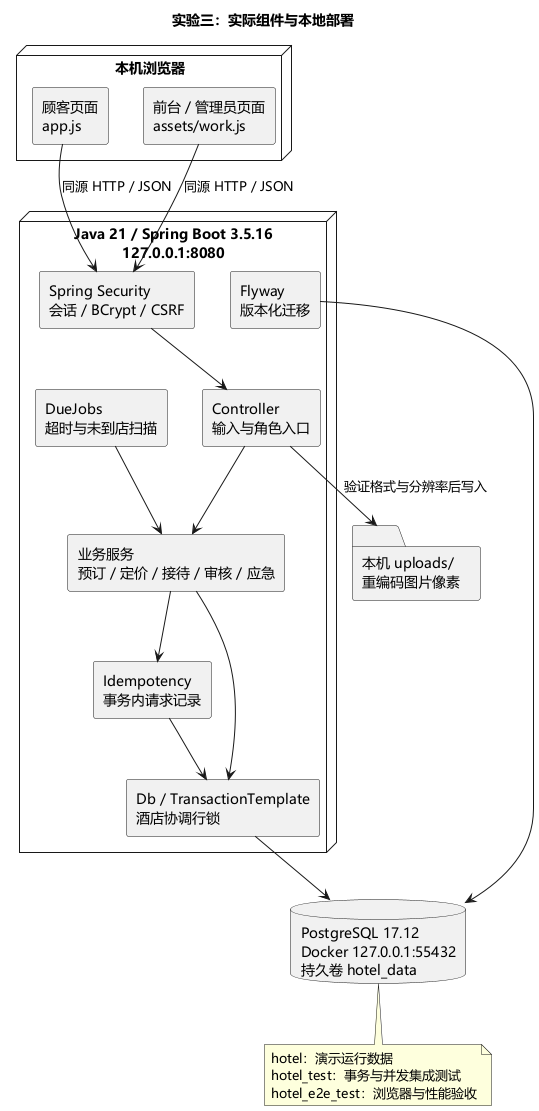 实验三：实际组件与本地部署
本机浏览器
顾客页面
app.js
前台 / 管理员页面
assets/work.js
同源 HTTP / JSON
同源 HTTP / JSON
Java 21 / Spring Boot 3.5.16
127.0.0.1:8080
Spring Security
会话 / BCrypt / CSRF
Flyway
版本化迁移
DueJobs
超时与未到店扫描
Controller
输入与角色入口
验证格式与分辨率后写入
业务服务
预订 / 定价 / 接待 / 审核 / 应急
本机 uploads/
重编码图片像素
Idempotency
事务内请求记录
Db / TransactionTemplate
酒店协调行锁
PostgreSQL 17.12
Docker 127.0.0.1:55432
持久卷 hotel_data
hotel：演示运行数据
hotel_test：事务与并发集成测试
hotel_e2e_test：浏览器与性能验收